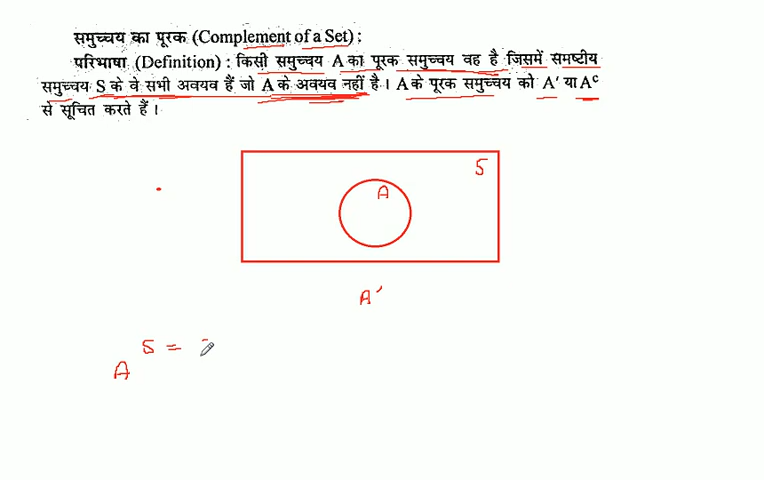 समुच्चय का पूरक (Complement of a Set) :
परिभाषा (Definition) : किसी समुच्चय A का पूरक समुच्चय वह है जिसमें समष्टीय
समुच्चय S के वे सभी अवयव हैं जो A के अवयव नहीं है। A के पूरक समुच्चय को A′ या Aᶜ
से सूचित करते हैं।
S
A
A′
S =
A